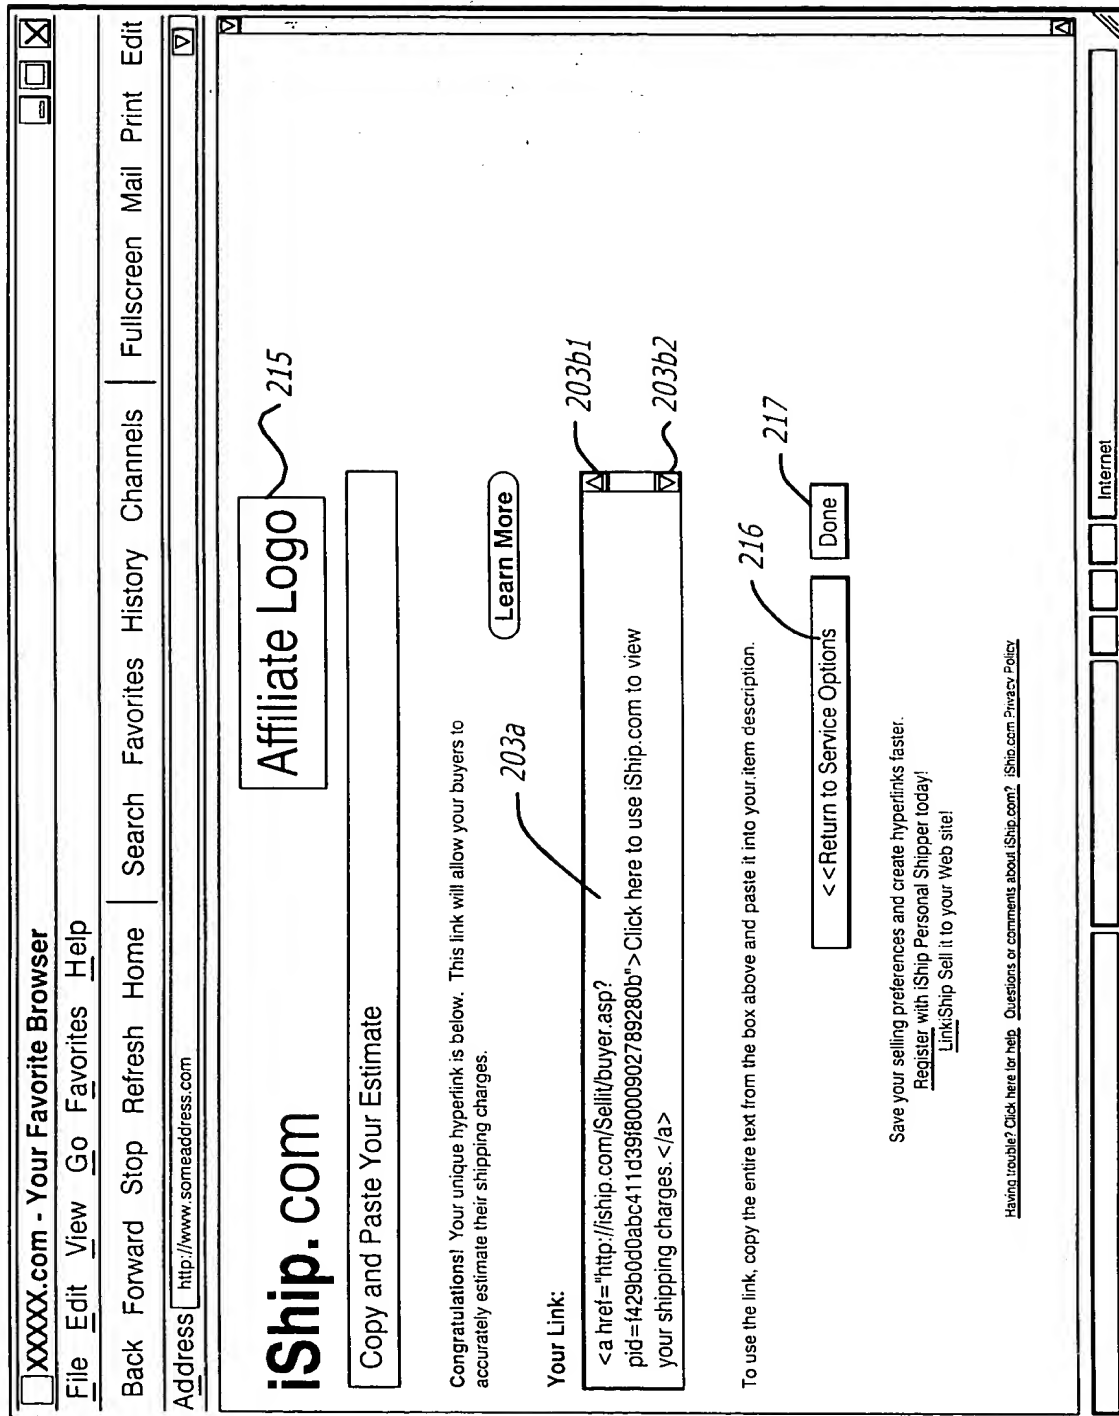 XXXXX.com - Your Favorite Browser
File Edit View Go Favorites Help
Back Forward Stop Refresh Home Search Favorites History Channels Fullscreen Mail Print Edit
Address http://www.someaddress.com
iShip.com
Affiliate Logo
215
Copy and Paste Your Estimate
Congratulations! Your unique hyperlink is below. This link will allow your buyers to
accurately estimate their shipping charges.
Learn More
203a
Your Link:
<a href="http://iship.com/Sellit/buyer.asp?
pid=f429b0d0abc411d39f8000902789280b">Click here to use iShip.com to view
your shipping charges.</a>
203b1
203b2
To use the link, copy the entire text from the box above and paste it into your item description.
216
217
<<Return to Service Options
Done
Save your selling preferences and create hyperlinks faster.
Register with iShip Personal Shipper today!
LinkiShip Sell it to your Web site!
Having trouble? Click here for help Questions or comments about iShip.com? iShip.com Privacy Policy
Internet